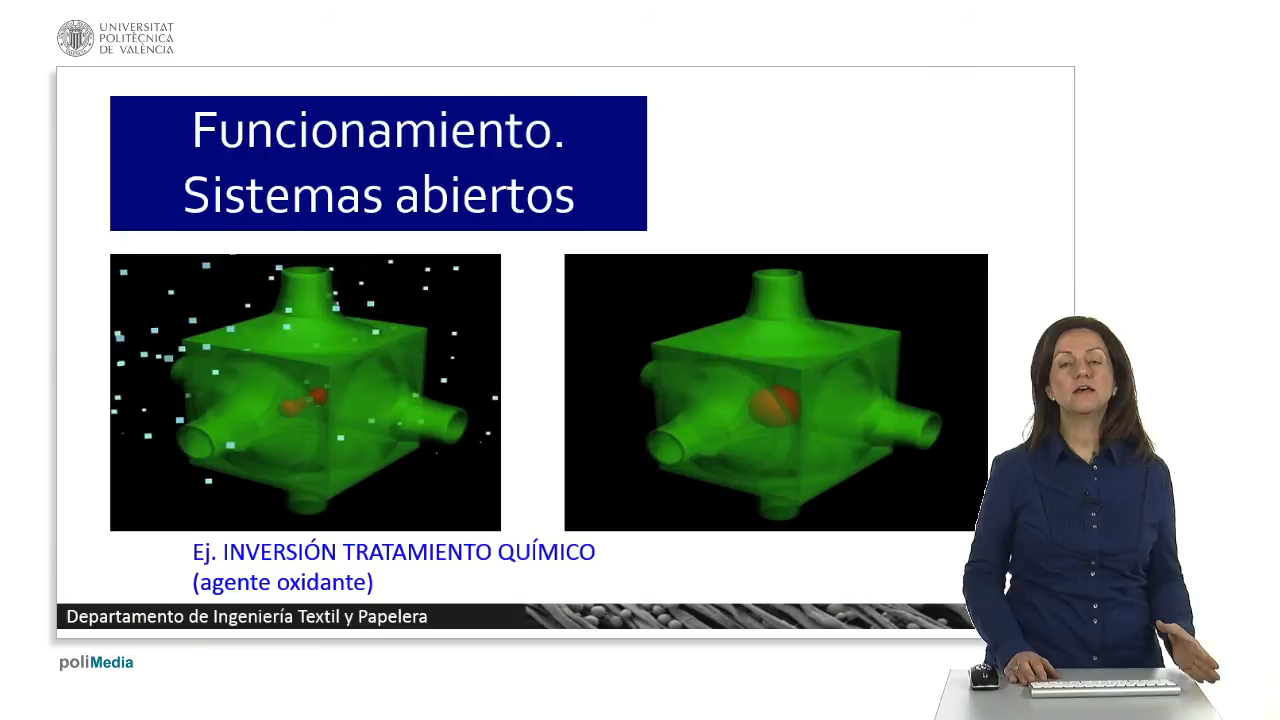 UNIVERSITAT
POLITÈCNICA
DE VALÈNCIA
Funcionamiento.
Sistemas abiertos
Ej. INVERSIÓN TRATAMIENTO QUÍMICO
(agente oxidante)
Departamento de Ingeniería Textil y Papelera
poliMedia